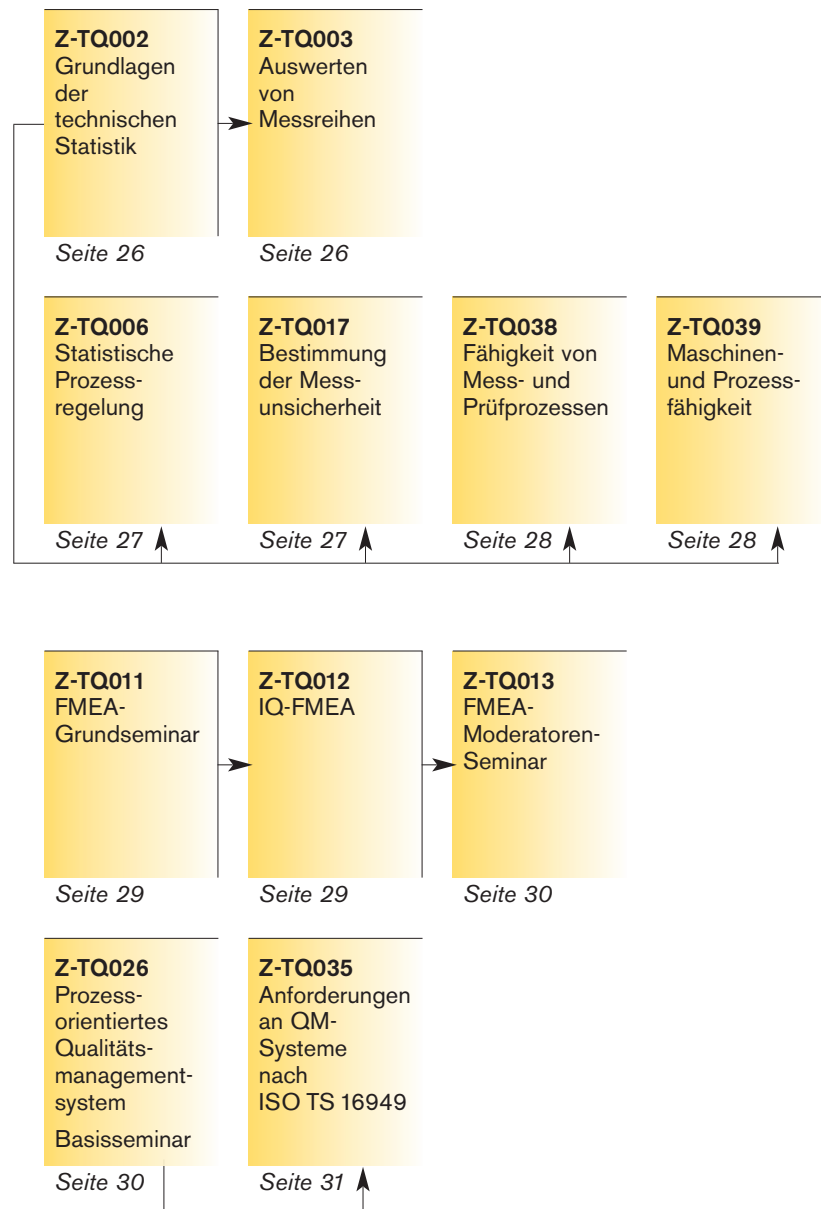 Z-TQ002
Grundlagen
der
technischen
Statistik
Seite 26
Z-TQ003
Auswerten
von
Messreihen
Seite 26
Z-TQ006
Statistische
Prozess-
regelung
Seite 27
Z-TQ017
Bestimmung
der Mess-
unsicherheit
Seite 27
Z-TQ038
Fähigkeit von
Mess- und
Prüfprozessen
Seite 28
Z-TQ039
Maschinen-
und Prozess-
fähigkeit
Seite 28
Z-TQ011
FMEA-
Grundseminar
Seite 29
Z-TQ012
IQ-FMEA
Seite 29
Z-TQ013
FMEA-
Moderatoren-
Seminar
Seite 30
Z-TQ026
Prozess-
orientiertes
Qualitäts-
management-
system
Basisseminar
Seite 30
Z-TQ035
Anforderungen
an QM-
Systeme
nach
ISO TS 16949
Seite 31